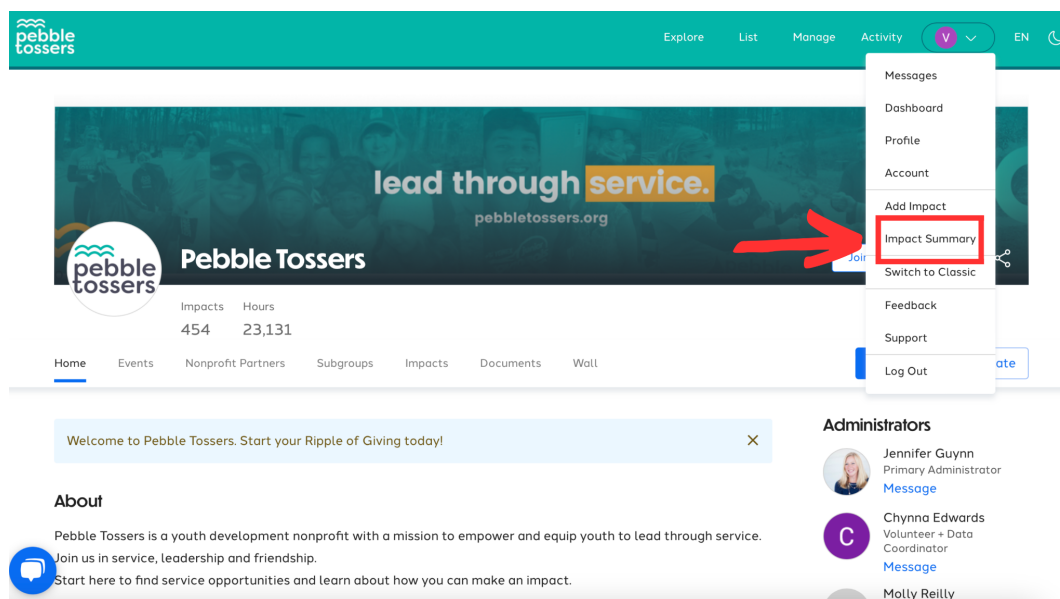 pebble
tossers
Explore
List
Manage
Activity
V
EN
Messages
Dashboard
Profile
Account
Add Impact
Impact Summary
Switch to Classic
Feedback
Support
Log Out
lead through service.
pebbletossers.org
pebble
tossers
Pebble Tossers
Join
Impacts Hours
454 23,131
Home Events Nonprofit Partners Subgroups Impacts Documents Wall
ate
Welcome to Pebble Tossers. Start your Ripple of Giving today!
About
Pebble Tossers is a youth development nonprofit with a mission to empower and equip youth to lead through service.
Join us in service, leadership and friendship.
Start here to find service opportunities and learn about how you can make an impact.
Administrators
Jennifer Guynn
Primary Administrator
Message
C
Chynna Edwards
Volunteer + Data
Coordinator
Message
Molly Reilly